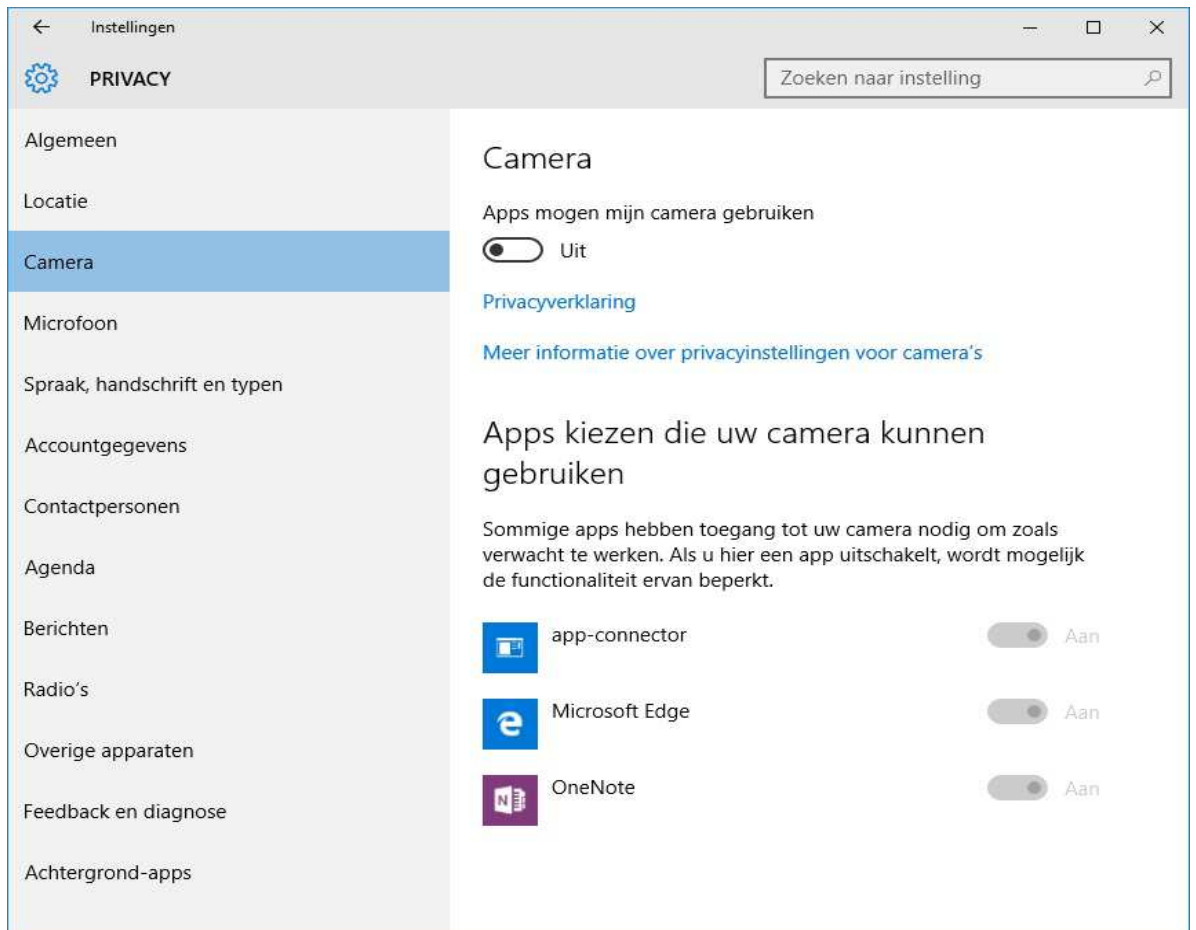 Instellingen
PRIVACY
Zoeken naar instelling
Algemeen
Locatie
Camera
Microfoon
Spraak, handschrift en typen
Accountgegevens
Contactpersonen
Agenda
Berichten
Radio's
Overige apparaten
Feedback en diagnose
Achtergrond-apps
Camera
Apps mogen mijn camera gebruiken
Uit
Privacyverklaring
Meer informatie over privacyinstellingen voor camera's
Apps kiezen die uw camera kunnen
gebruiken
Sommige apps hebben toegang tot uw camera nodig om zoals
verwacht te werken. Als u hier een app uitschakelt, wordt mogelijk
de functionaliteit ervan beperkt.
app-connector Aan
Microsoft Edge Aan
OneNote Aan